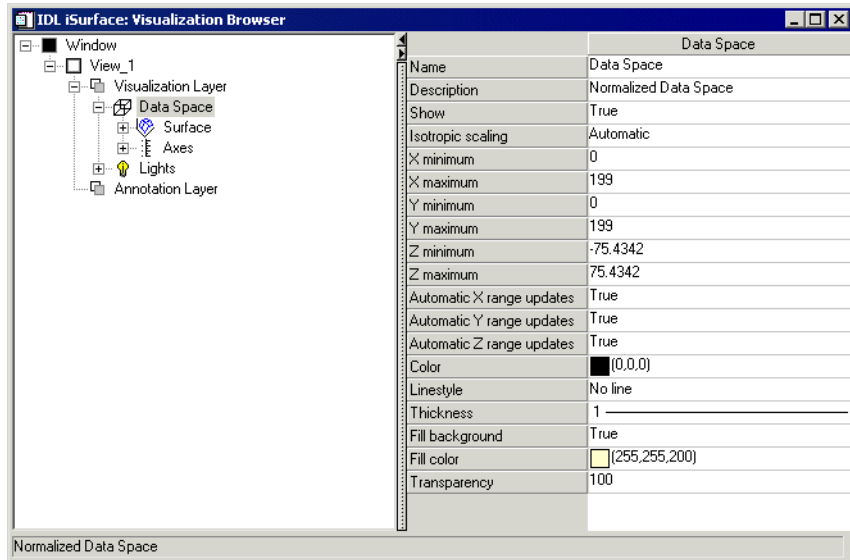 IDL iSurface: Visualization Browser
Window
View_1
Visualization Layer
Data Space
Surface
Axes
Lights
Annotation Layer
Data Space
Name Data Space
Description Normalized Data Space
Show True
Isotropic scaling Automatic
X minimum 0
X maximum 199
Y minimum 0
Y maximum 199
Z minimum -75.4342
Z maximum 75.4342
Automatic X range updates True
Automatic Y range updates True
Automatic Z range updates True
Color (0,0,0)
Linestyle No line
Thickness 1
Fill background True
Fill color (255,255,200)
Transparency 100
Normalized Data Space